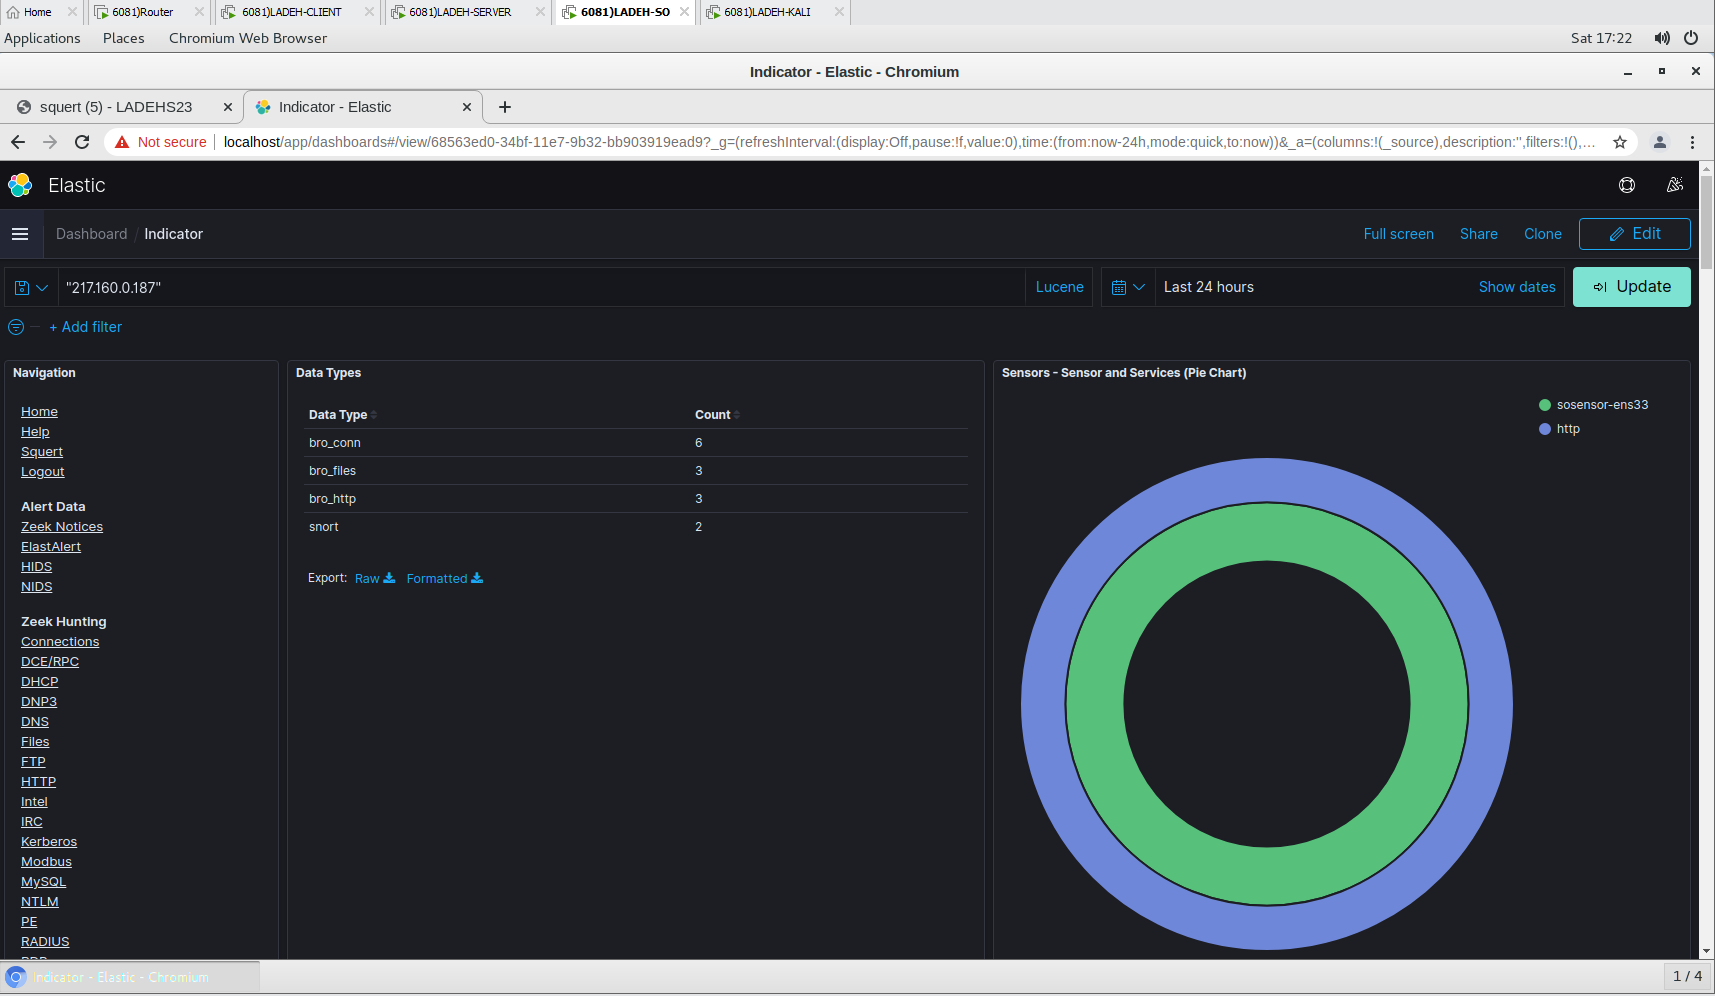 Home 6081)Router 6081)LADEH-CLIENT 6081)LADEH-SERVER 6081)LADEH-SO 6081)LADEH-KALI
Applications Places Chromium Web Browser Sat 17:22
Indicator - Elastic - Chromium
squert (5) - LADEHS23 Indicator - Elastic
Not secure localhost/app/dashboards#/view/68563ed0-34bf-11e7-9b32-bb903919ead9?_g=(refreshInterval:(display:Off,pause:!f,value:0),time:(from:now-24h,mode:quick,to:now))&_a=(columns:!(_source),description:'',filters:!(),...
Elastic
Dashboard / Indicator Full screen Share Clone Edit
"217.160.0.187" Lucene Last 24 hours Show dates Update
+ Add filter
Navigation
Home
Help
Squert
Logout
Alert Data
Zeek Notices
ElastAlert
HIDS
NIDS
Zeek Hunting
Connections
DCE/RPC
DHCP
DNP3
DNS
Files
FTP
HTTP
Intel
IRC
Kerberos
Modbus
MySQL
NTLM
PE
RADIUS
Data Types
Data Type Count
bro_conn 6
bro_files 3
bro_http 3
snort 2
Export: Raw Formatted
Sensors - Sensor and Services (Pie Chart)
sosensor-ens33
http
Indicator - Elastic - Chromium
1 / 4